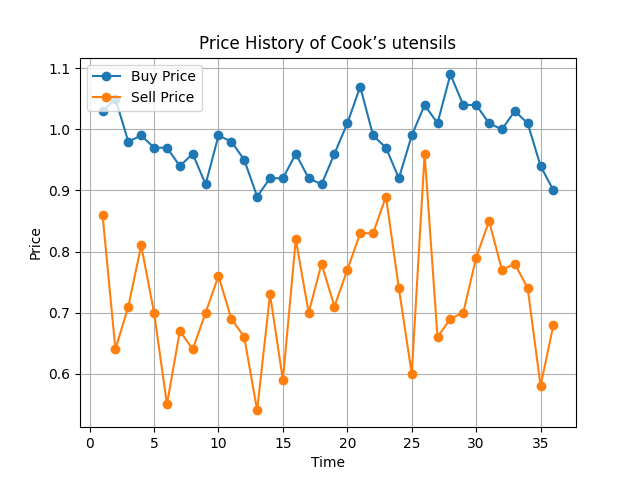 Price History of Cook’s utensils
Buy Price
Sell Price
1.1
1.0
0.9
0.8
0.7
0.6
Price
0 5 10 15 20 25 30 35
Time